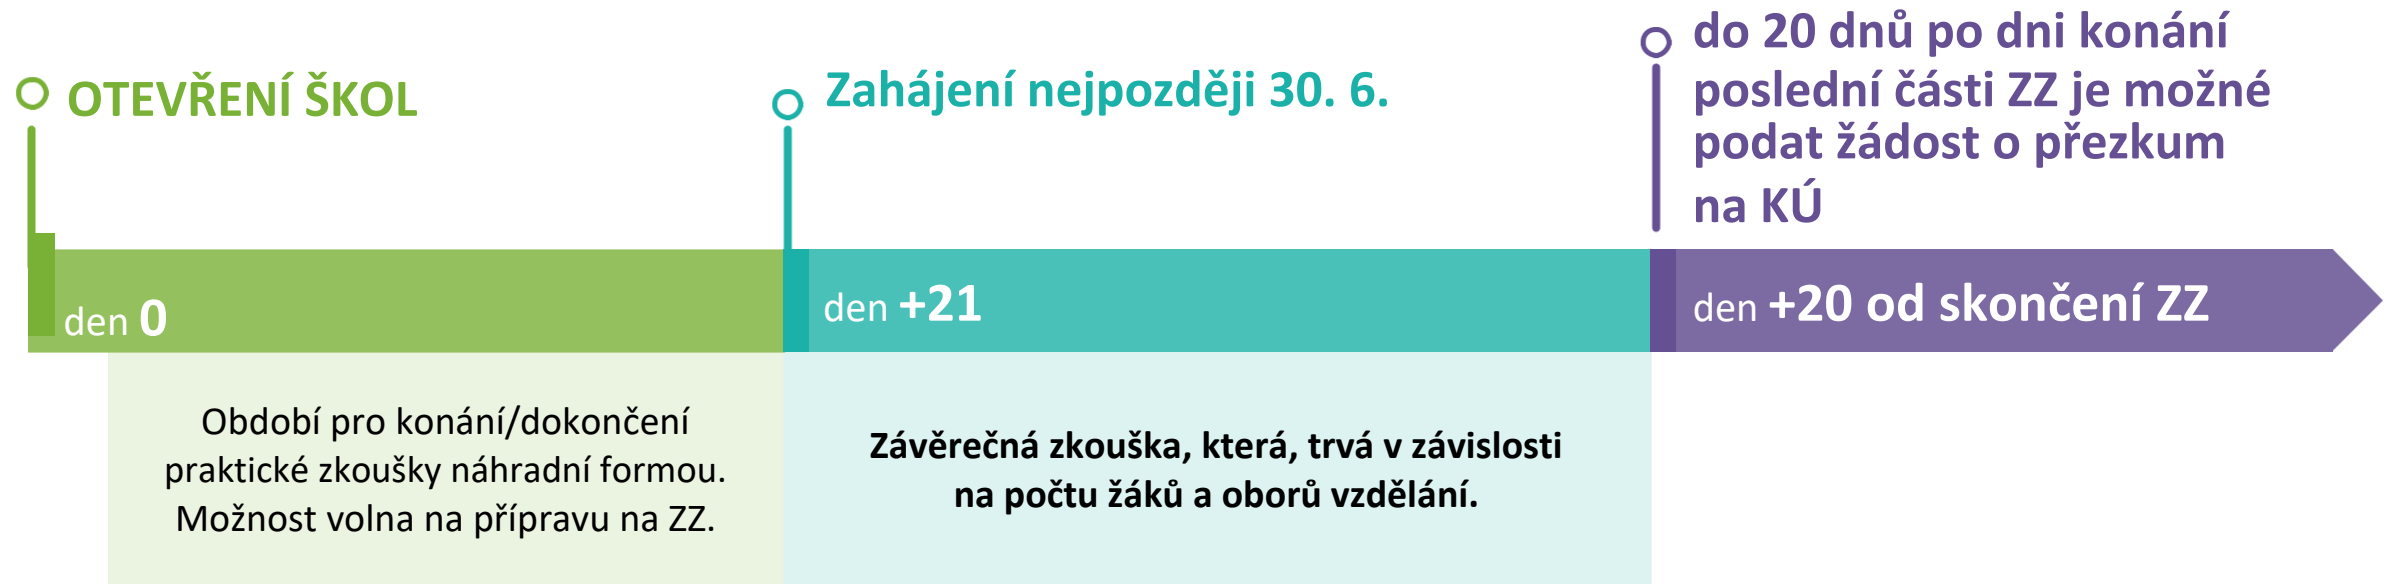 OTEVŘENÍ ŠKOL
Zahájení nejpozději 30. 6.
do 20 dnů po dni konání
poslední části ZZ je možné
podat žádost o přezkum
na KÚ
den 0
den +21
den +20 od skončení ZZ
Období pro konání/dokončení
praktické zkoušky náhradní formou.
Možnost volna na přípravu na ZZ.
Závěrečná zkouška, která, trvá v závislosti
na počtu žáků a oborů vzdělání.